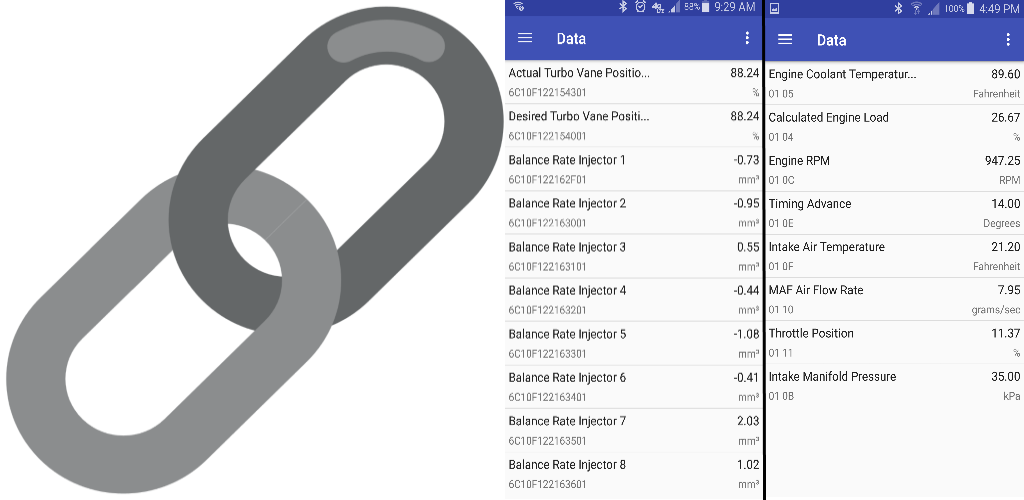 88% 9:29 AM
Data
Actual Turbo Vane Positio... 88.24
6C10F122154301 %
Desired Turbo Vane Positi... 88.24
6C10F122154001 %
Balance Rate Injector 1 -0.73
6C10F122162F01 mm³
Balance Rate Injector 2 -0.95
6C10F122163001 mm³
Balance Rate Injector 3 0.55
6C10F122163101 mm³
Balance Rate Injector 4 -0.44
6C10F122163201 mm³
Balance Rate Injector 5 -1.08
6C10F122163301 mm³
Balance Rate Injector 6 -0.41
6C10F122163401 mm³
Balance Rate Injector 7 2.03
6C10F122163501 mm³
Balance Rate Injector 8 1.02
6C10F122163601 mm³
100% 4:49 PM
Data
Engine Coolant Temperatur... 89.60
01 05 Fahrenheit
Calculated Engine Load 26.67
01 04 %
Engine RPM 947.25
01 0C RPM
Timing Advance 14.00
01 0E Degrees
Intake Air Temperature 21.20
01 0F Fahrenheit
MAF Air Flow Rate 7.95
01 10 grams/sec
Throttle Position 11.37
01 11 %
Intake Manifold Pressure 35.00
01 0B kPa